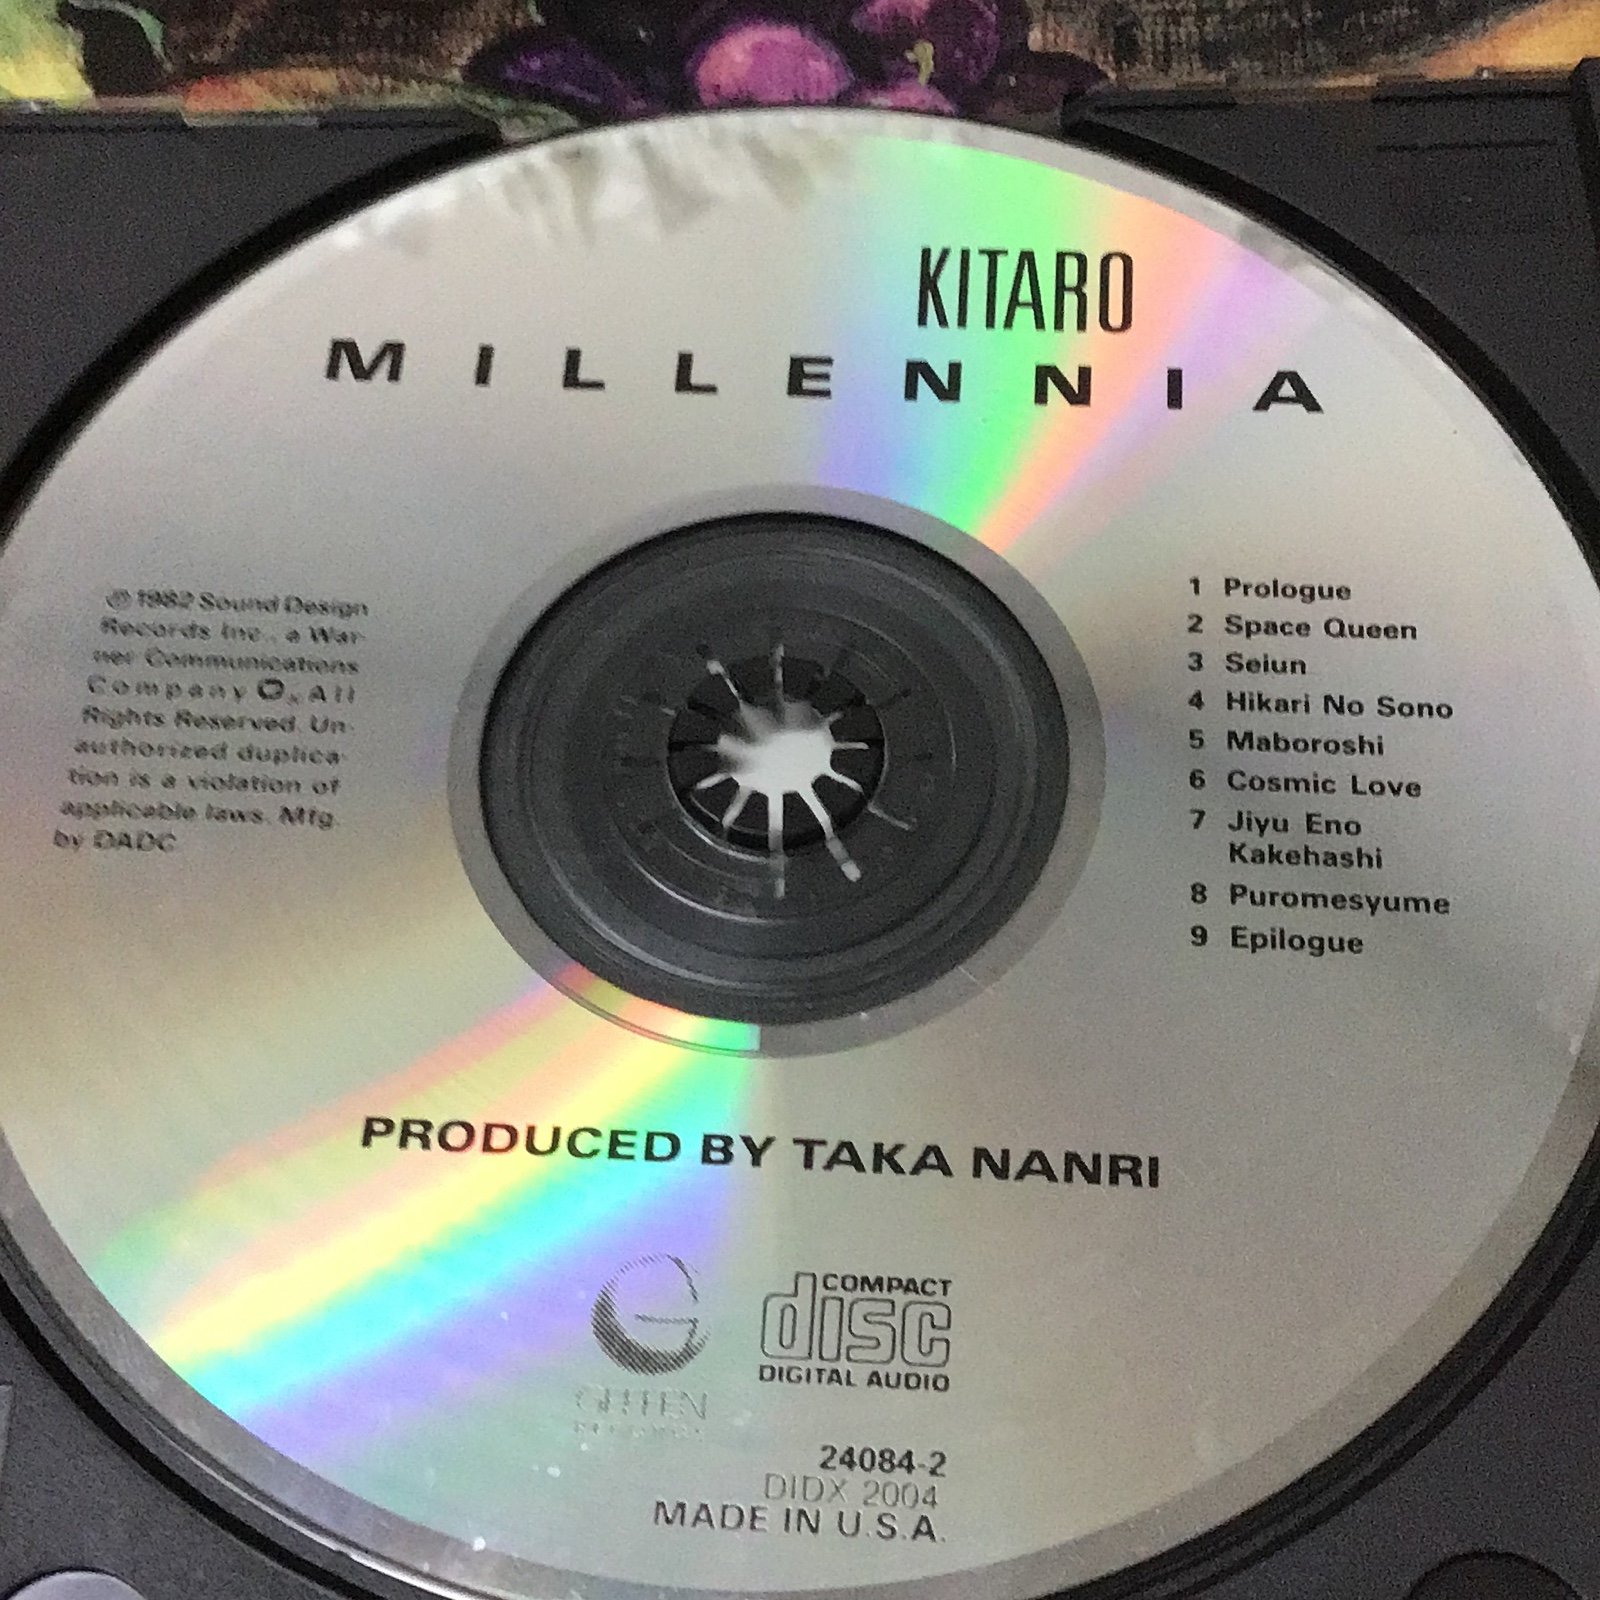 KITARO
MILLENNIA
℗ 1982 Sound Design
Records Inc., a War-
ner Communications
Company All
Rights Reserved. Un-
authorized duplica-
tion is a violation of
applicable laws. Mfg.
by DADC
1 Prologue
2 Space Queen
3 Seiun
4 Hikari No Sono
5 Maboroshi
6 Cosmic Love
7 Jiyu Eno
Kakehashi
8 Puromesyume
9 Epilogue
PRODUCED BY TAKA NANRI
COMPACT
disc
DIGITAL AUDIO
GEFFEN
RECORDS
24084-2
DIDX 2004
MADE IN U.S.A.